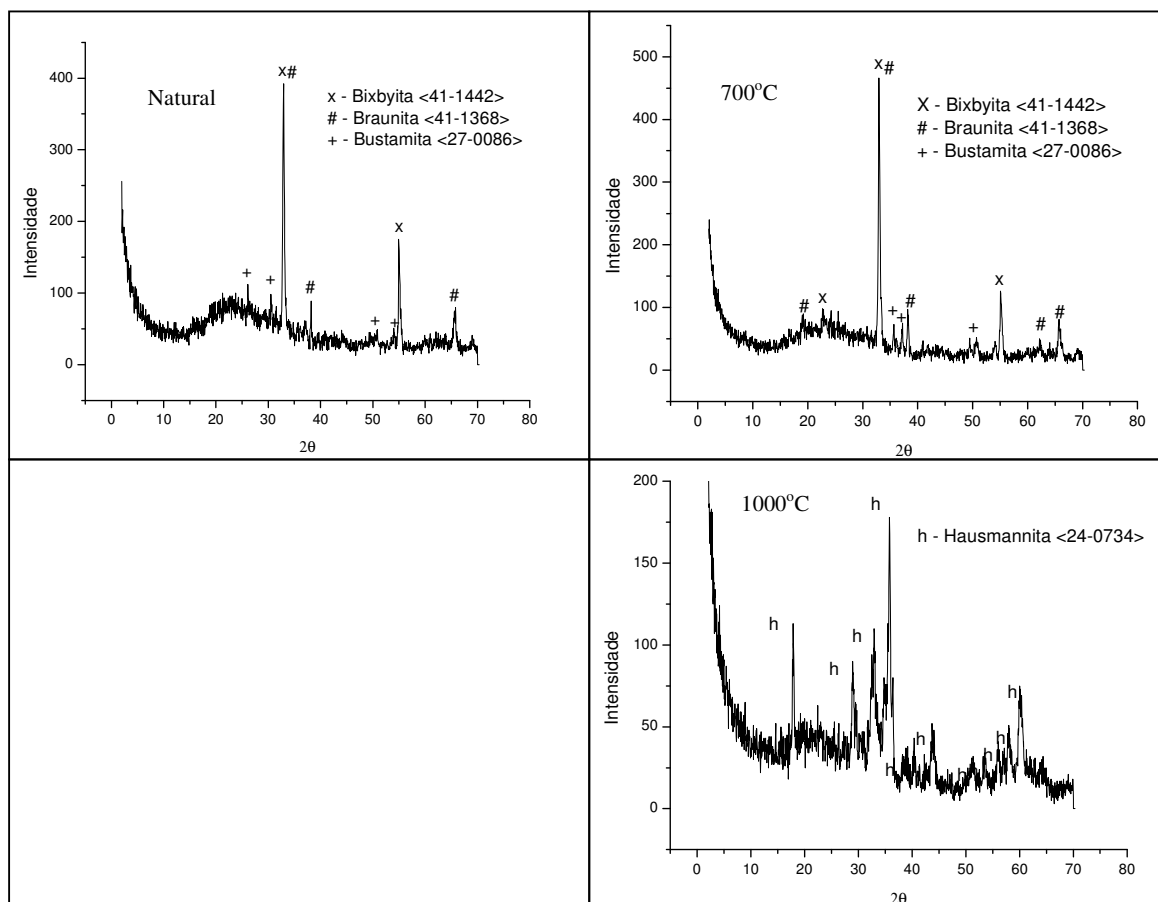 Natural
x#
x - Bixbyita <41-1442>
# - Braunita <41-1368>
+ - Bustamita <27-0086>
x
+
+
#
+
+
#
Intensidade
400
300
200
100
0
0 10 20 30 40 50 60 70 80
2θ
700°C
x#
X - Bixbyita <41-1442>
# - Braunita <41-1368>
+ - Bustamita <27-0086>
#
x
+
+
#
+
x
#
#
Intensidade
500
400
300
200
100
0
0 10 20 30 40 50 60 70 80
2θ
1000°C
h
h - Hausmannita <24-0734>
h
h
h
h
h
h
h
h
h
Intensidade
200
150
100
50
0
0 10 20 30 40 50 60 70 80
2θ